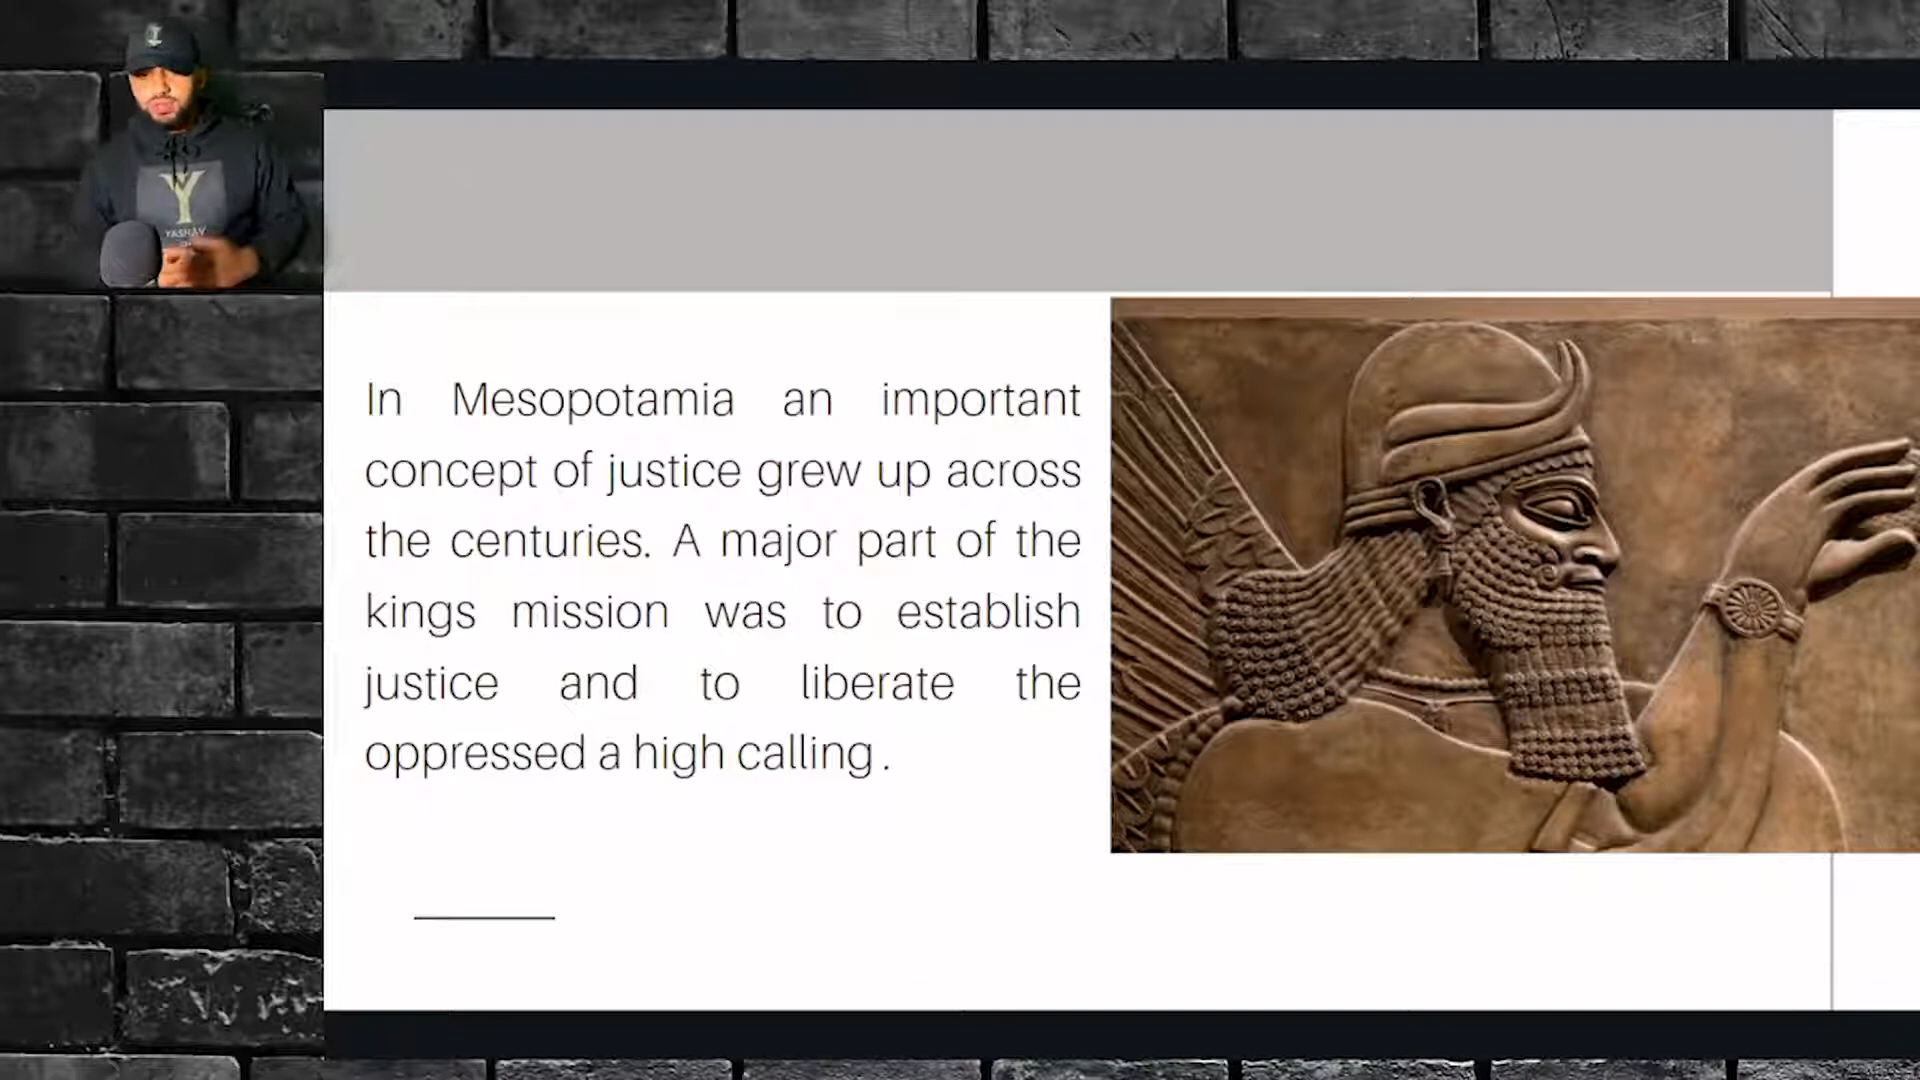 Y
YASHAV
In Mesopotamia an important
concept of justice grew up across
the centuries. A major part of the
kings mission was to establish
justice and to liberate the
oppressed a high calling .